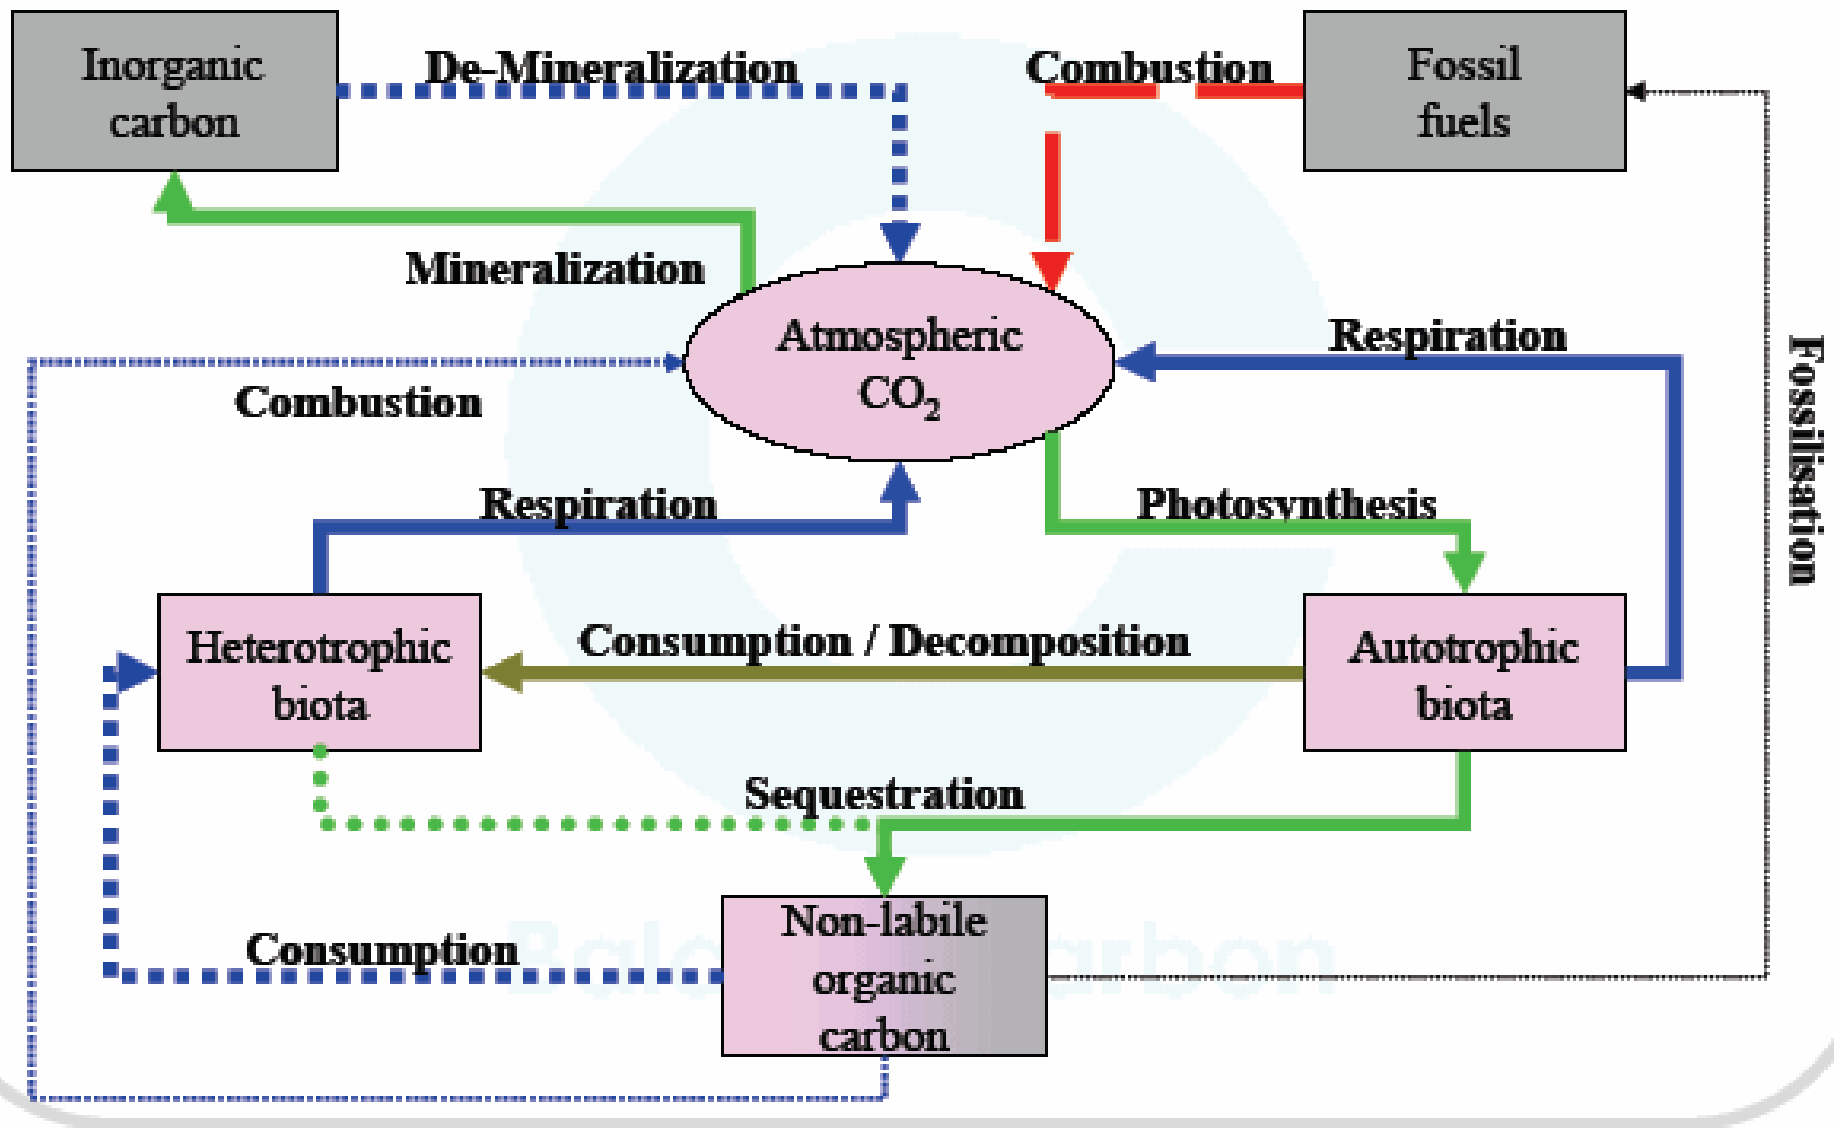 Inorganic
carbon
De-Mineralization
Combustion
Fossil
fuels
Mineralization
Atmospheric
CO₂
Respiration
Combustion
Fossilisation
Respiration
Photosynthesis
Heterotrophic
biota
Consumption / Decomposition
Autotrophic
biota
Sequestration
Consumption
Non-labile
organic
carbon